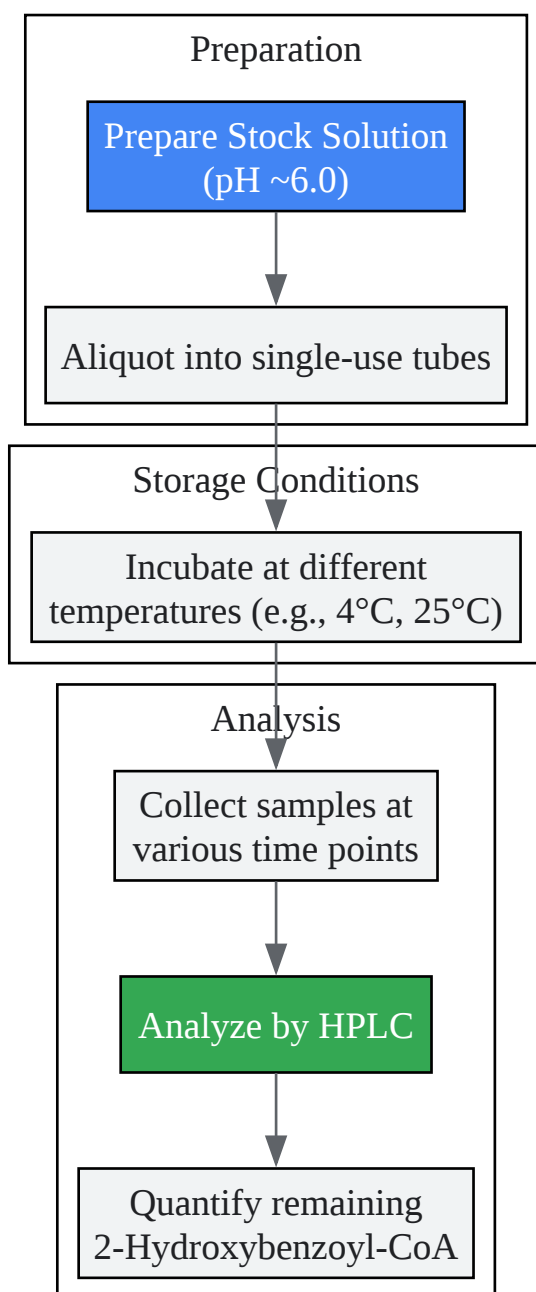 Preparation
Prepare Stock Solution
(pH ~6.0)
Aliquot into single-use tubes
Storage Conditions
Incubate at different
temperatures (e.g., 4°C, 25°C)
Analysis
Collect samples at
various time points
Analyze by HPLC
Quantify remaining
2-Hydroxybenzoyl-CoA